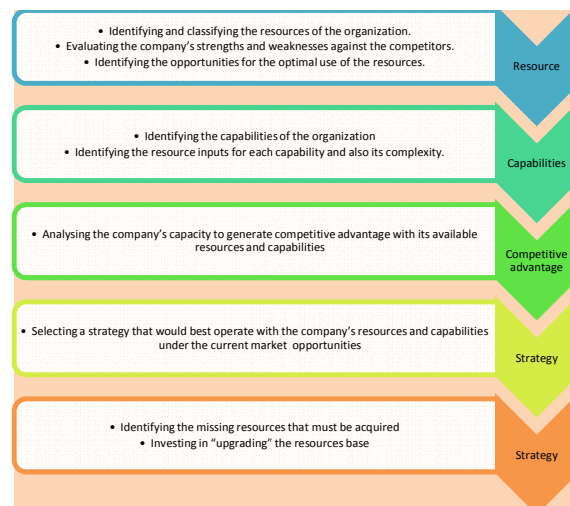 • Identifying and classifying the resources of the organization.
• Evaluating the company's strengths and weaknesses against the competitors.
• Identifying the opportunities for the optimal use of the resources.
Resource
• Identifying the capabilities of the organization
• Identifying the resource inputs for each capability and also its complexity.
Capabilities
• Analysing the company's capacity to generate competitive advantage with its available
resources and capabilities
Competitive
advantage
• Selecting a strategy that would best operate with the company's resources and capabilities
under the current market opportunities
Strategy
• Identifying the missing resources that must be acquired
• Investing in "upgrading" the resources base
Strategy